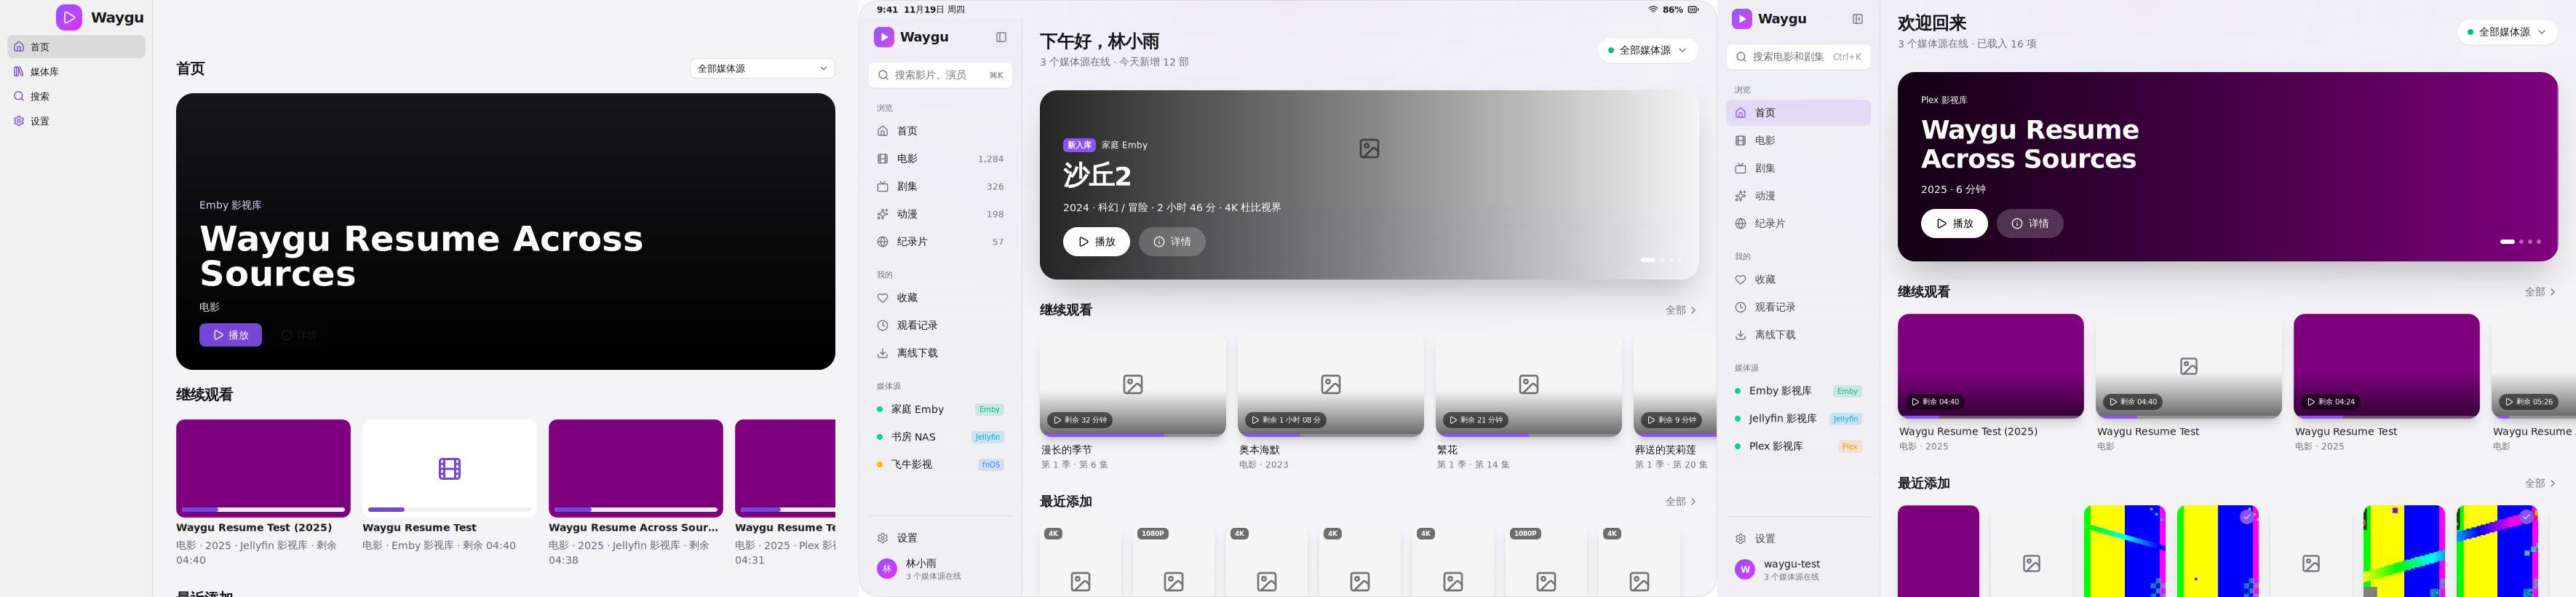 Waygu
首页
媒体库
搜索
设置
首页
全部媒体源
Emby 影视库
Waygu Resume Across
Sources
电影
播放
详情
继续观看
Waygu Resume Test (2025)
电影 · 2025 · Jellyfin 影视库 · 剩余
04:40
Waygu Resume Test
电影 · Emby 影视库 · 剩余 04:40
Waygu Resume Across Sour...
电影 · 2025 · Jellyfin 影视库 · 剩余
04:38
Waygu Resume Te
电影 · 2025 · Plex 影视
04:31
最近添加
9:41 11月19日 周四
86%
Waygu
搜索影片、演员 ⌘K
浏览
首页
电影 1,284
剧集 326
动漫 198
纪录片 57
我的
收藏
观看记录
离线下载
媒体源
家庭 Emby Emby
书房 NAS Jellyfin
飞牛影视 fnOS
设置
林 林小雨
3 个媒体源在线
下午好，林小雨
3 个媒体源在线 · 今天新增 12 部
全部媒体源
新入库 家庭 Emby
沙丘2
2024 · 科幻 / 冒险 · 2 小时 46 分 · 4K 杜比视界
播放
详情
继续观看
全部
剩余 32 分钟
漫长的季节
第 1 季 · 第 6 集
剩余 1 小时 08 分
奥本海默
电影 · 2023
剩余 21 分钟
繁花
第 1 季 · 第 14 集
剩余 9 分钟
葬送的芙莉莲
第 1 季 · 第 20 集
最近添加
全部
4K
1080P
4K
4K
4K
1080P
4K
Waygu
搜索电影和剧集 Ctrl+K
浏览
首页
电影
剧集
动漫
纪录片
我的
收藏
观看记录
离线下载
媒体源
Emby 影视库 Emby
Jellyfin 影视库 Jellyfin
Plex 影视库 Plex
设置
W waygu-test
3 个媒体源在线
欢迎回来
3 个媒体源在线 · 已载入 16 项
全部媒体源
Plex 影视库
Waygu Resume
Across Sources
2025 · 6 分钟
播放
详情
继续观看
全部
剩余 04:40
Waygu Resume Test (2025)
电影 · 2025
剩余 04:40
Waygu Resume Test
电影
剩余 04:24
Waygu Resume Test
电影 · 2025
剩余 05:26
Waygu Resume
电影
最近添加
全部